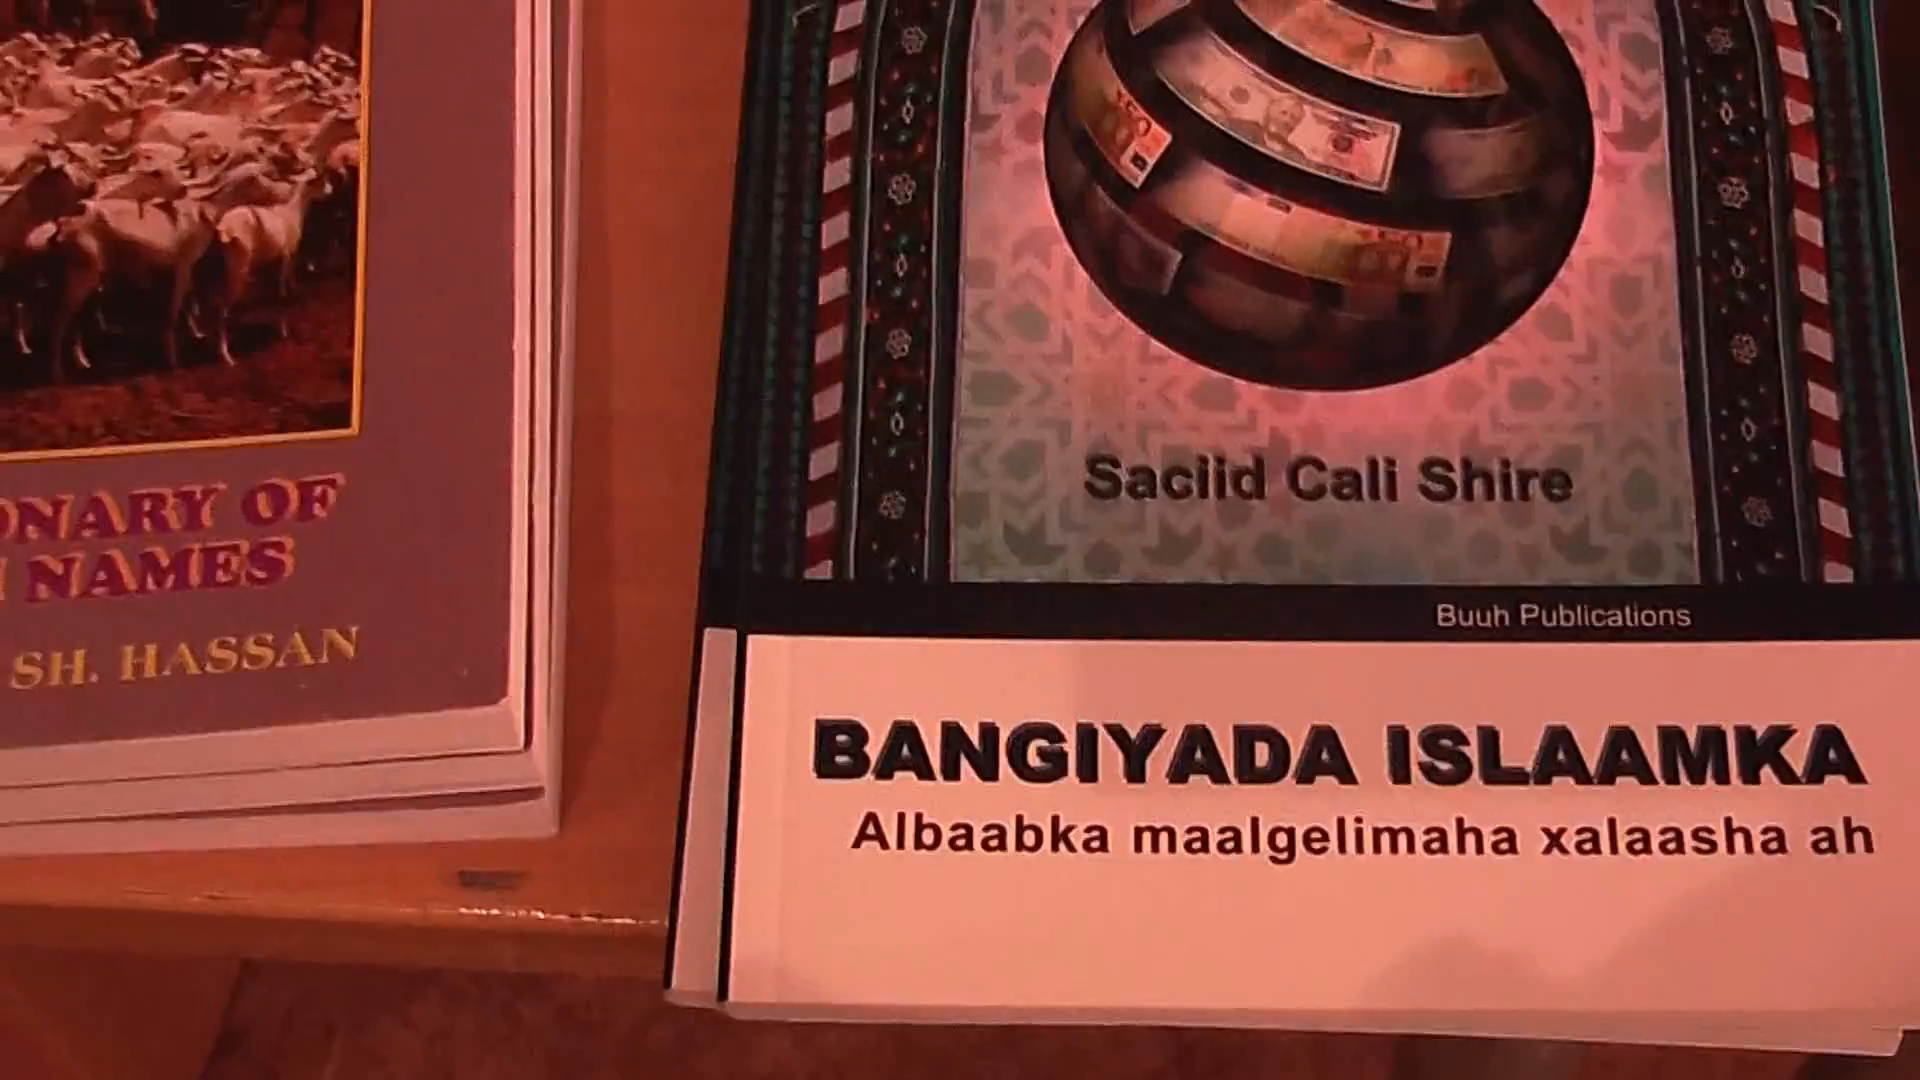 ONARY OF
NAMES
SH. HASSAN
Saciid Cali Shire
Buuh Publications
BANGIYADA ISLAAMKA
Albaabka maalgelimaha xalaasha ah